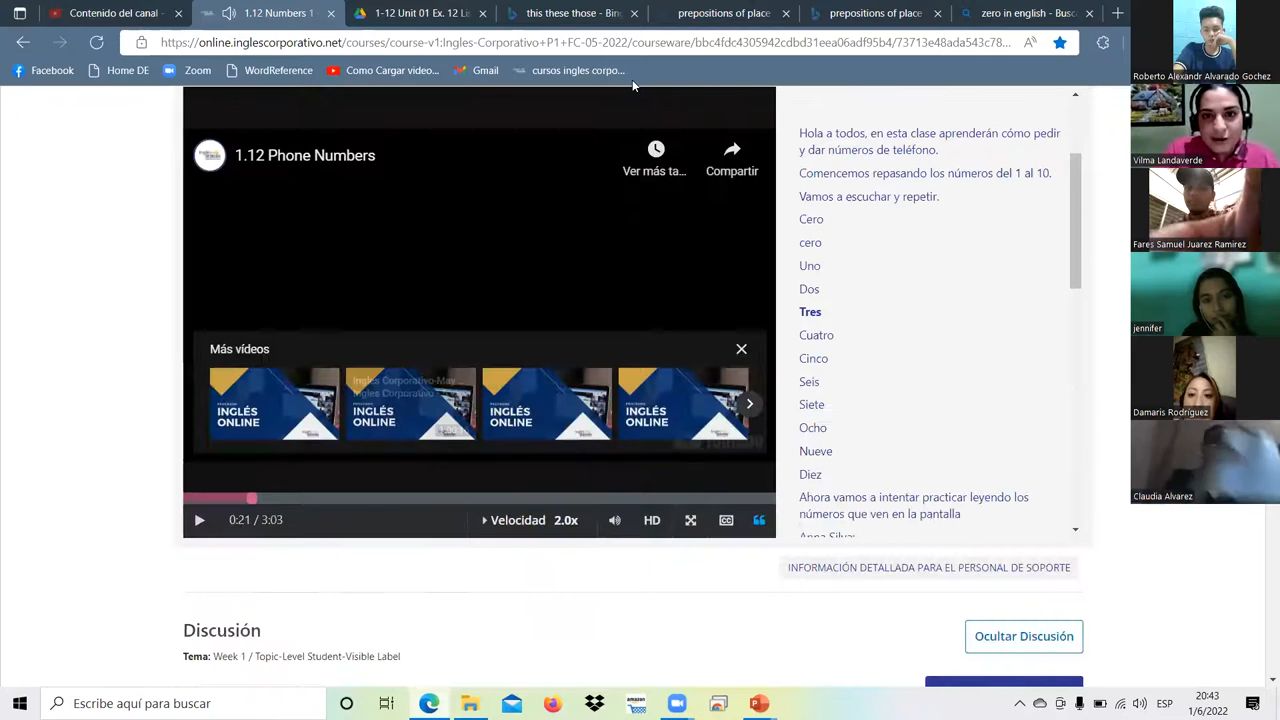 Contenido del canal -
1.12 Phone Numbers 1
1-12 Unit 01 Ex. 12 Lis
this these those - Bin
prepositions of place
prepositions of place
zero in english - Busc
https://online.inglescorporativo.net/courses/course-v1:Ingles-Corporativo+P1+FC-05-2022/courseware/bbc4fdc4305942cdbd31eea06adf95b4/73713e48ada543c78...
Facebook
Home DE
Zoom
WordReference
Como Cargar video...
Gmail
cursos ingles corpo...
1.12 Phone Numbers
Ver más ta...
Compartir
Más vídeos
INGLÉS
ONLINE
INGLÉS
ONLINE
INGLÉS
ONLINE
INGLÉS
ONLINE
0:21 / 3:03
Velocidad 2.0x
HD
CC
Hola a todos, en esta clase aprenderán cómo pedir
y dar números de teléfono.
Comencemos repasando los números del 1 al 10.
Vamos a escuchar y repetir.
Cero
cero
Uno
Dos
Tres
Cuatro
Cinco
Seis
Siete
Ocho
Nueve
Diez
Ahora vamos a intentar practicar leyendo los
números que ven en la pantalla
Anna Silva:
INFORMACIÓN DETALLADA PARA EL PERSONAL DE SOPORTE
Discusión
Ocultar Discusión
Tema: Week 1 / Topic-Level Student-Visible Label
Roberto Alexandr Alvarado Gochez
Vilma Landaverde
Fares Samuel Juarez Ramirez
jennifer
Damaris Rodríguez
Claudia Alvarez
Escribe aquí para buscar
ESP
20:43
1/6/2022